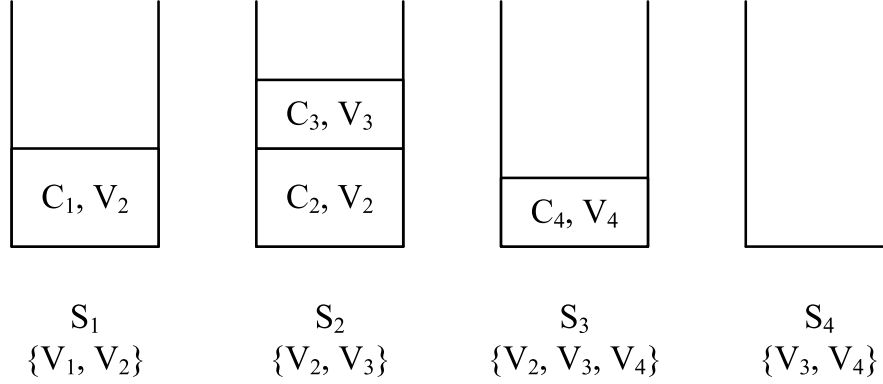 C₃, V₃
C₁, V₂
C₂, V₂
C₄, V₄
S₁
S₂
S₃
S₄
{V₁, V₂}
{V₂, V₃}
{V₂, V₃, V₄}
{V₃, V₄}